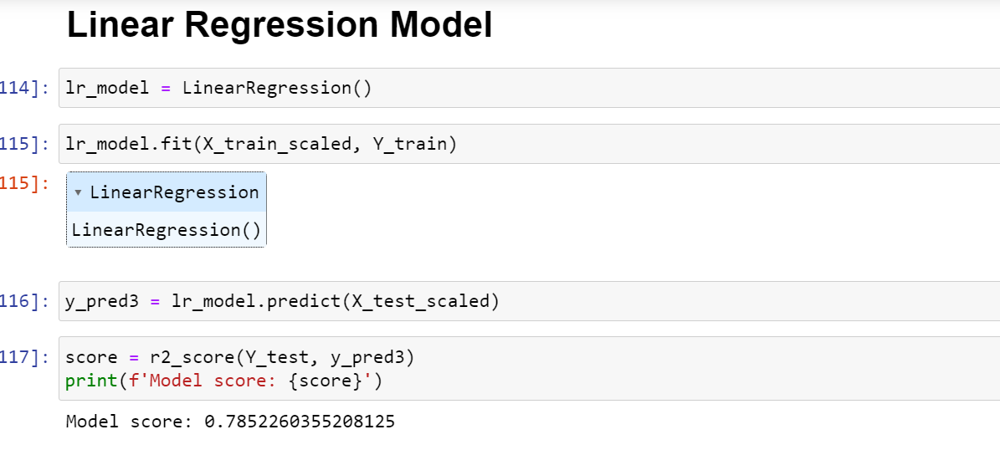 Linear Regression Model
114]: lr_model = LinearRegression()
115]: lr_model.fit(X_train_scaled, Y_train)
115]: ▾ LinearRegression
LinearRegression()
116]: y_pred3 = lr_model.predict(X_test_scaled)
117]: score = r2_score(Y_test, y_pred3)
print(f'Model score: {score}')
Model score: 0.7852260355208125